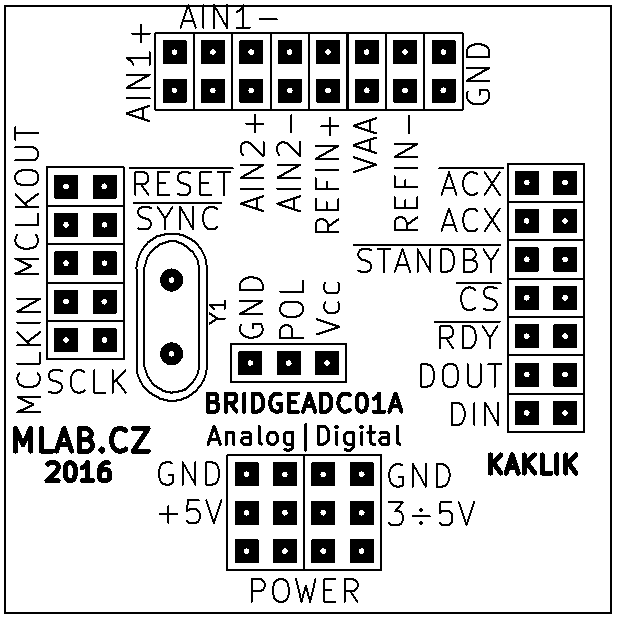 AIN1-
AIN1+
GND
AIN2+
AIN2-
REFIN+
VAA
REFIN-
MCLKOUT
RESET
SYNC
MCLKIN
SCLK
Y1
GND
POL
Vcc
ACX
ACX
STANDBY
CS
RDY
DOUT
DIN
BRIDGEADC01A
Analog|Digital
MLAB.CZ
2016
KAKLIK
GND
+5V
GND
3÷5V
POWER